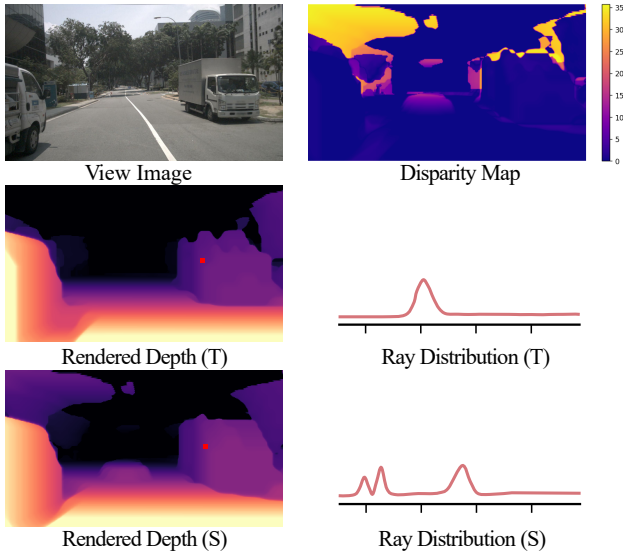 35
30
25
20
15
10
5
0
View Image
Disparity Map
Rendered Depth (T)
Ray Distribution (T)
Rendered Depth (S)
Ray Distribution (S)